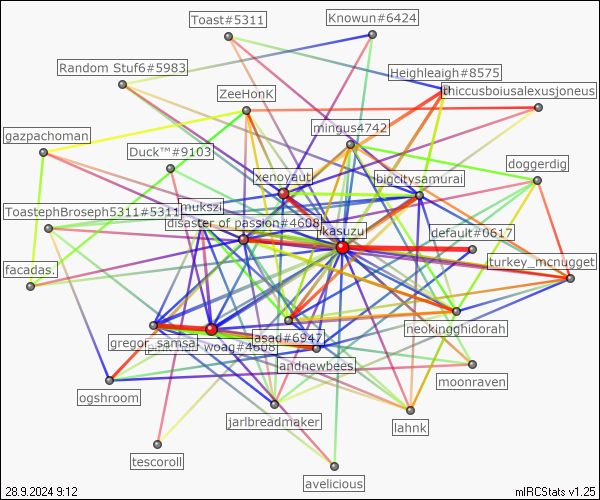 Toast#5311
Knowun#6424
Random Stuf6#5983
Heighleaigh#8575
thiccusboiusalexusjoneus
ZeeHonK
mingus4742
gazpachoman
Duck™#9103
doggerdig
xenoyaut
bigcitysamurai
mukszi
ToastephBroseph5311#5311
disaster of passion#4608
kasuzu
default#0617
turkey_mcnugget
facadas.
neokingghidorah
gregor_samsa
woag#4608
asad#6947
andnewbees
moonraven
ogshroom
jarlbreadmaker
lahnk
tescoroll
avelicious
28.9.2024 9:12
mIRCStats v1.25